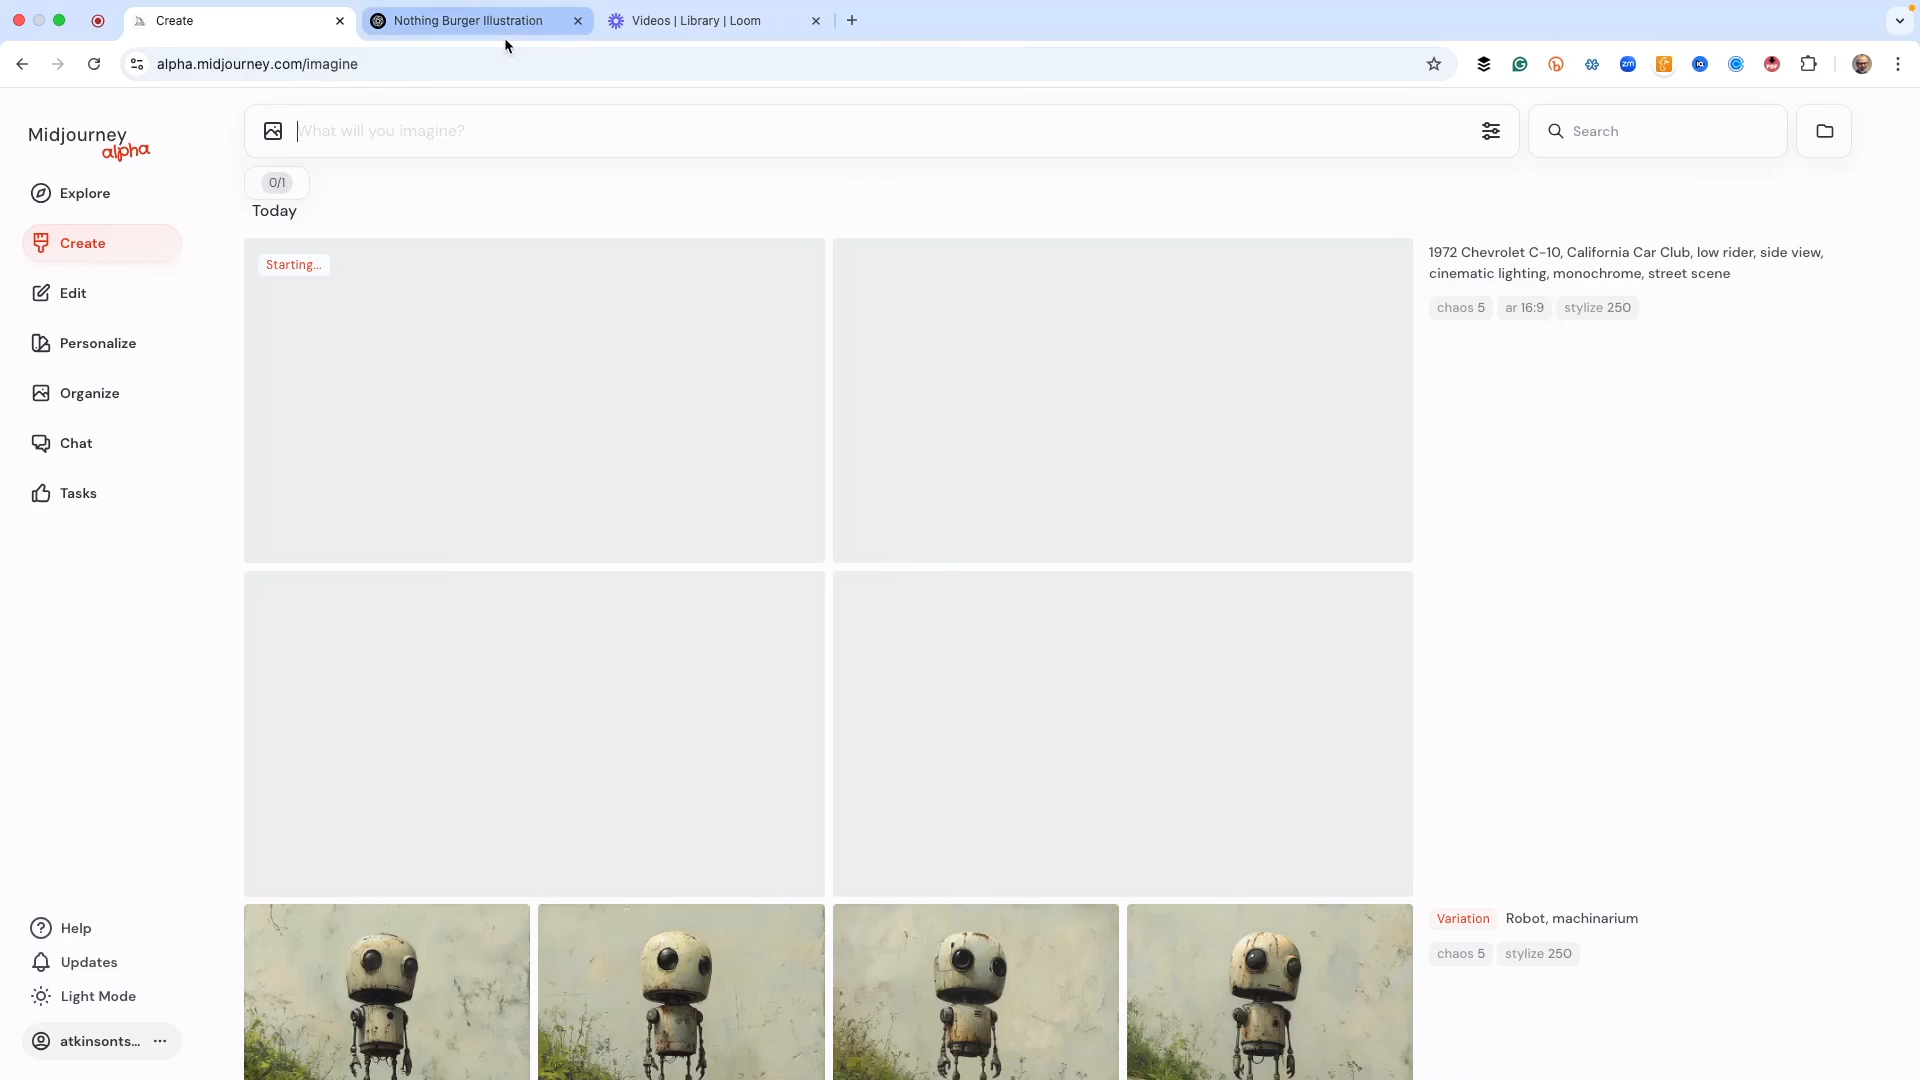 Create
Nothing Burger Illustration
Videos | Library | Loom
alpha.midjourney.com/imagine
Midjourney
alpha
What will you imagine?
Search
0/1
Today
Explore
Create
Edit
Personalize
Organize
Chat
Tasks
Starting...
1972 Chevrolet C-10, California Car Club, low rider, side view,
cinematic lighting, monochrome, street scene
chaos 5 ar 16:9 stylize 250
Variation Robot, machinarium
chaos 5 stylize 250
Help
Updates
Light Mode
atkinsonts...